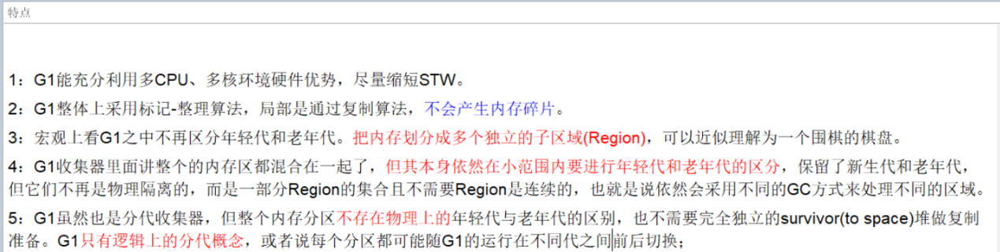 特点
1：G1能充分利用多CPU、多核环境硬件优势，尽量缩短STW。
2：G1整体上采用标记-整理算法，局部是通过复制算法，不会产生内存碎片。
3：宏观上看G1之中不再区分年轻代和老年代。把内存划分成多个独立的子区域(Region)，可以近似理解为一个围棋的棋盘。
4：G1收集器里面讲整个的内存区都混合在一起了，但其本身依然在小范围内要进行年轻代和老年代的区分，保留了新生代和老年代，
但它们不再是物理隔离的，而是一部分Region的集合且不需要Region是连续的，也就是说依然会采用不同的GC方式来处理不同的区域。
5：G1虽然也是分代收集器，但整个内存分区不存在物理上的年轻代与老年代的区别，也不需要完全独立的survivor(to space)堆做复制
准备。G1只有逻辑上的分代概念，或者说每个分区都可能随G1的运行在不同代之间前后切换；